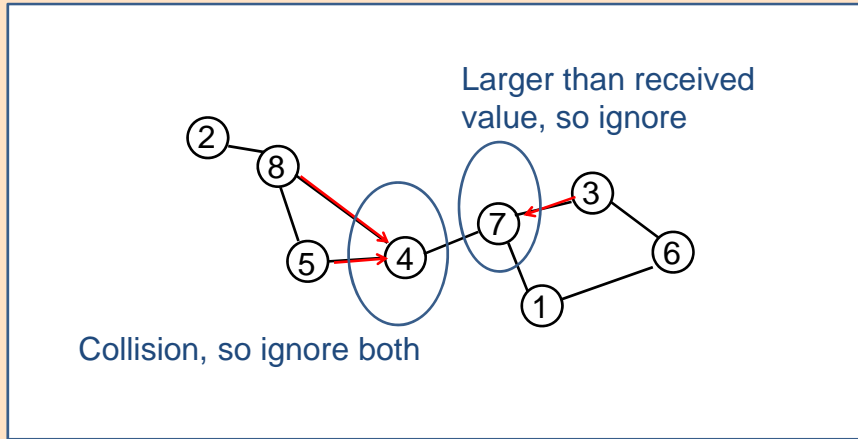 Larger than received
value, so ignore
2
8
3
7
5
4
6
1
Collision, so ignore both